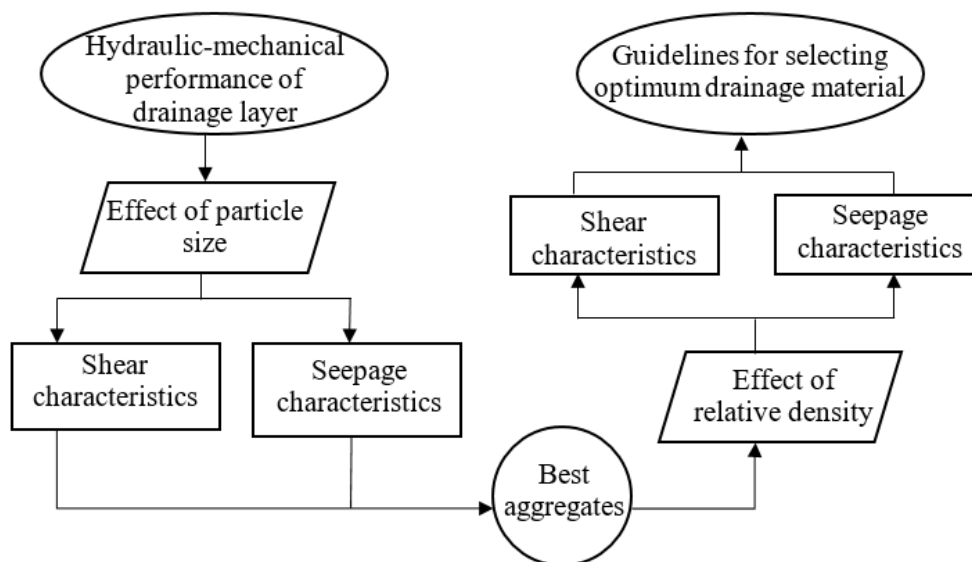 Hydraulic-mechanical
performance of
drainage layer
Effect of particle
size
Shear
characteristics
Seepage
characteristics
Best
aggregates
Effect of
relative density
Shear
characteristics
Seepage
characteristics
Guidelines for selecting
optimum drainage material